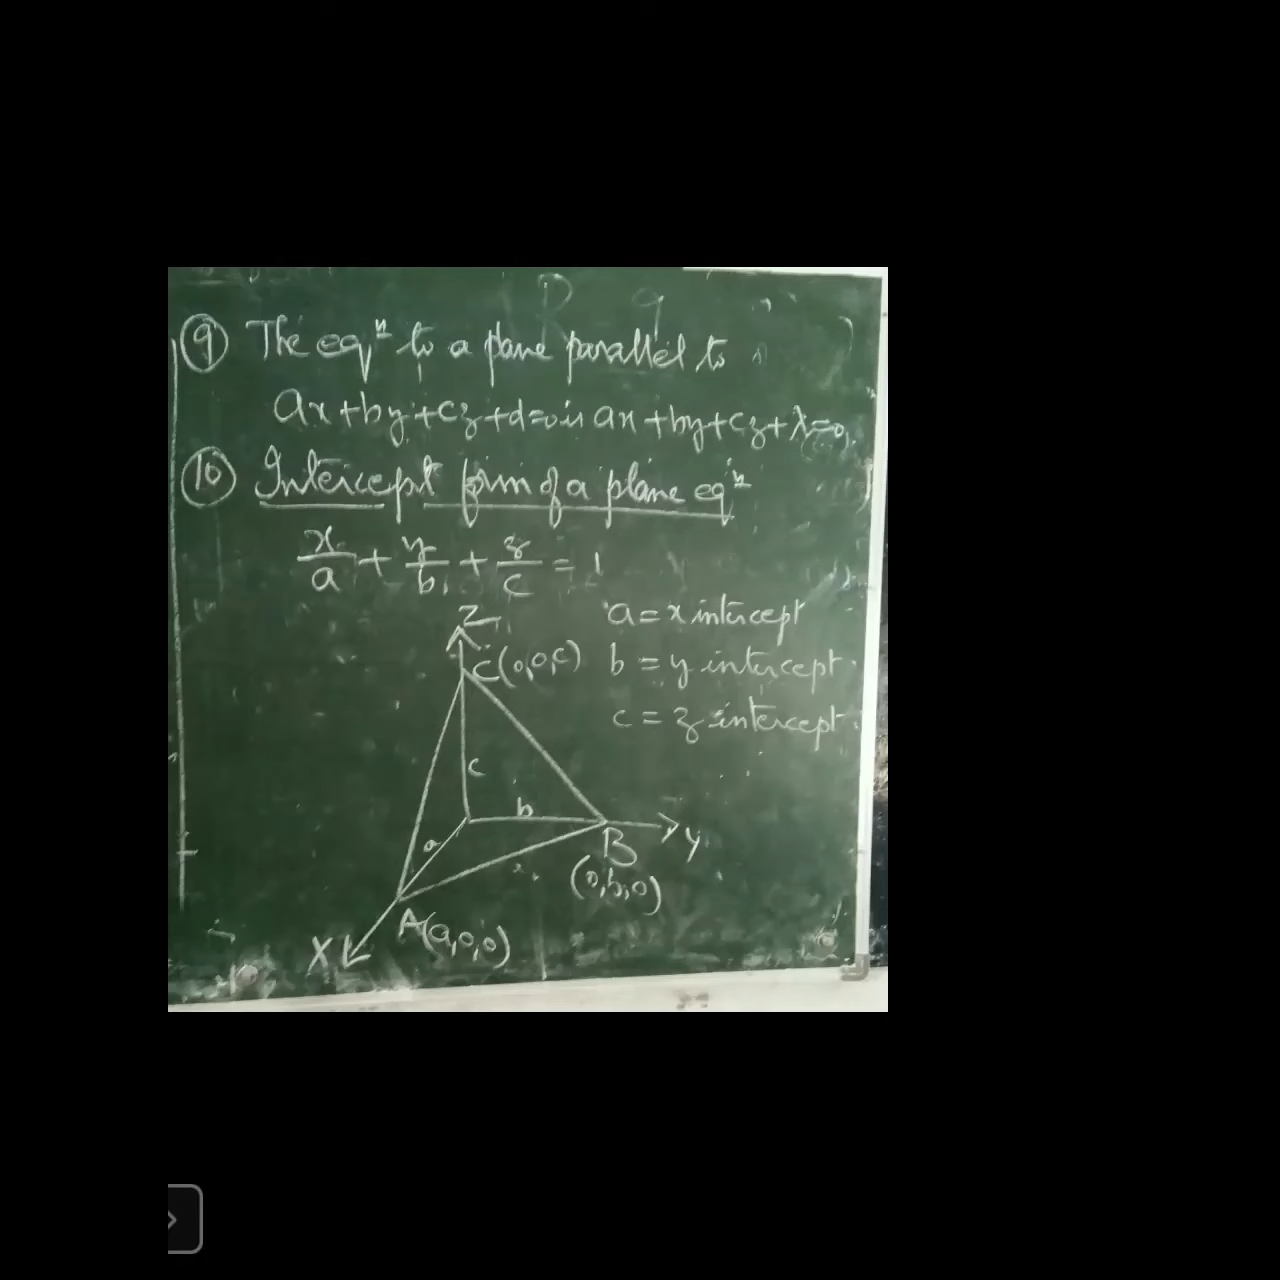 9 The eqⁿ to a plane parallel to
ax+by+cz+d=0 is ax+by+cz+λ=0.
10 Intercept form of a plane eqⁿ
x/a + y/b + z/c = 1
Z
a = x intercept
C(0,0,c)
b = y intercept
c = z intercept
c
b
a
Y
B
(0,b,0)
A(a,0,0)
X